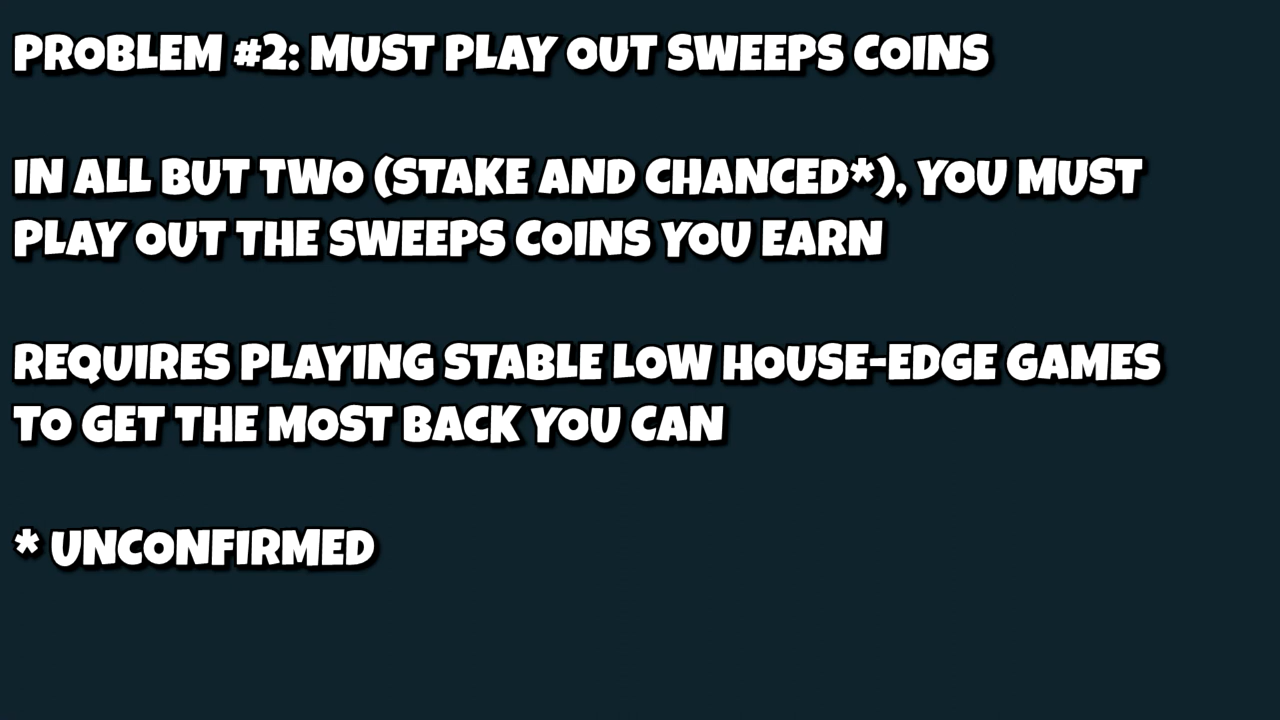 PROBLEM #2: MUST PLAY OUT SWEEPS COINS
IN ALL BUT TWO (STAKE AND CHANCED*), YOU MUST
PLAY OUT THE SWEEPS COINS YOU EARN
REQUIRES PLAYING STABLE LOW HOUSE-EDGE GAMES
TO GET THE MOST BACK YOU CAN
* UNCONFIRMED